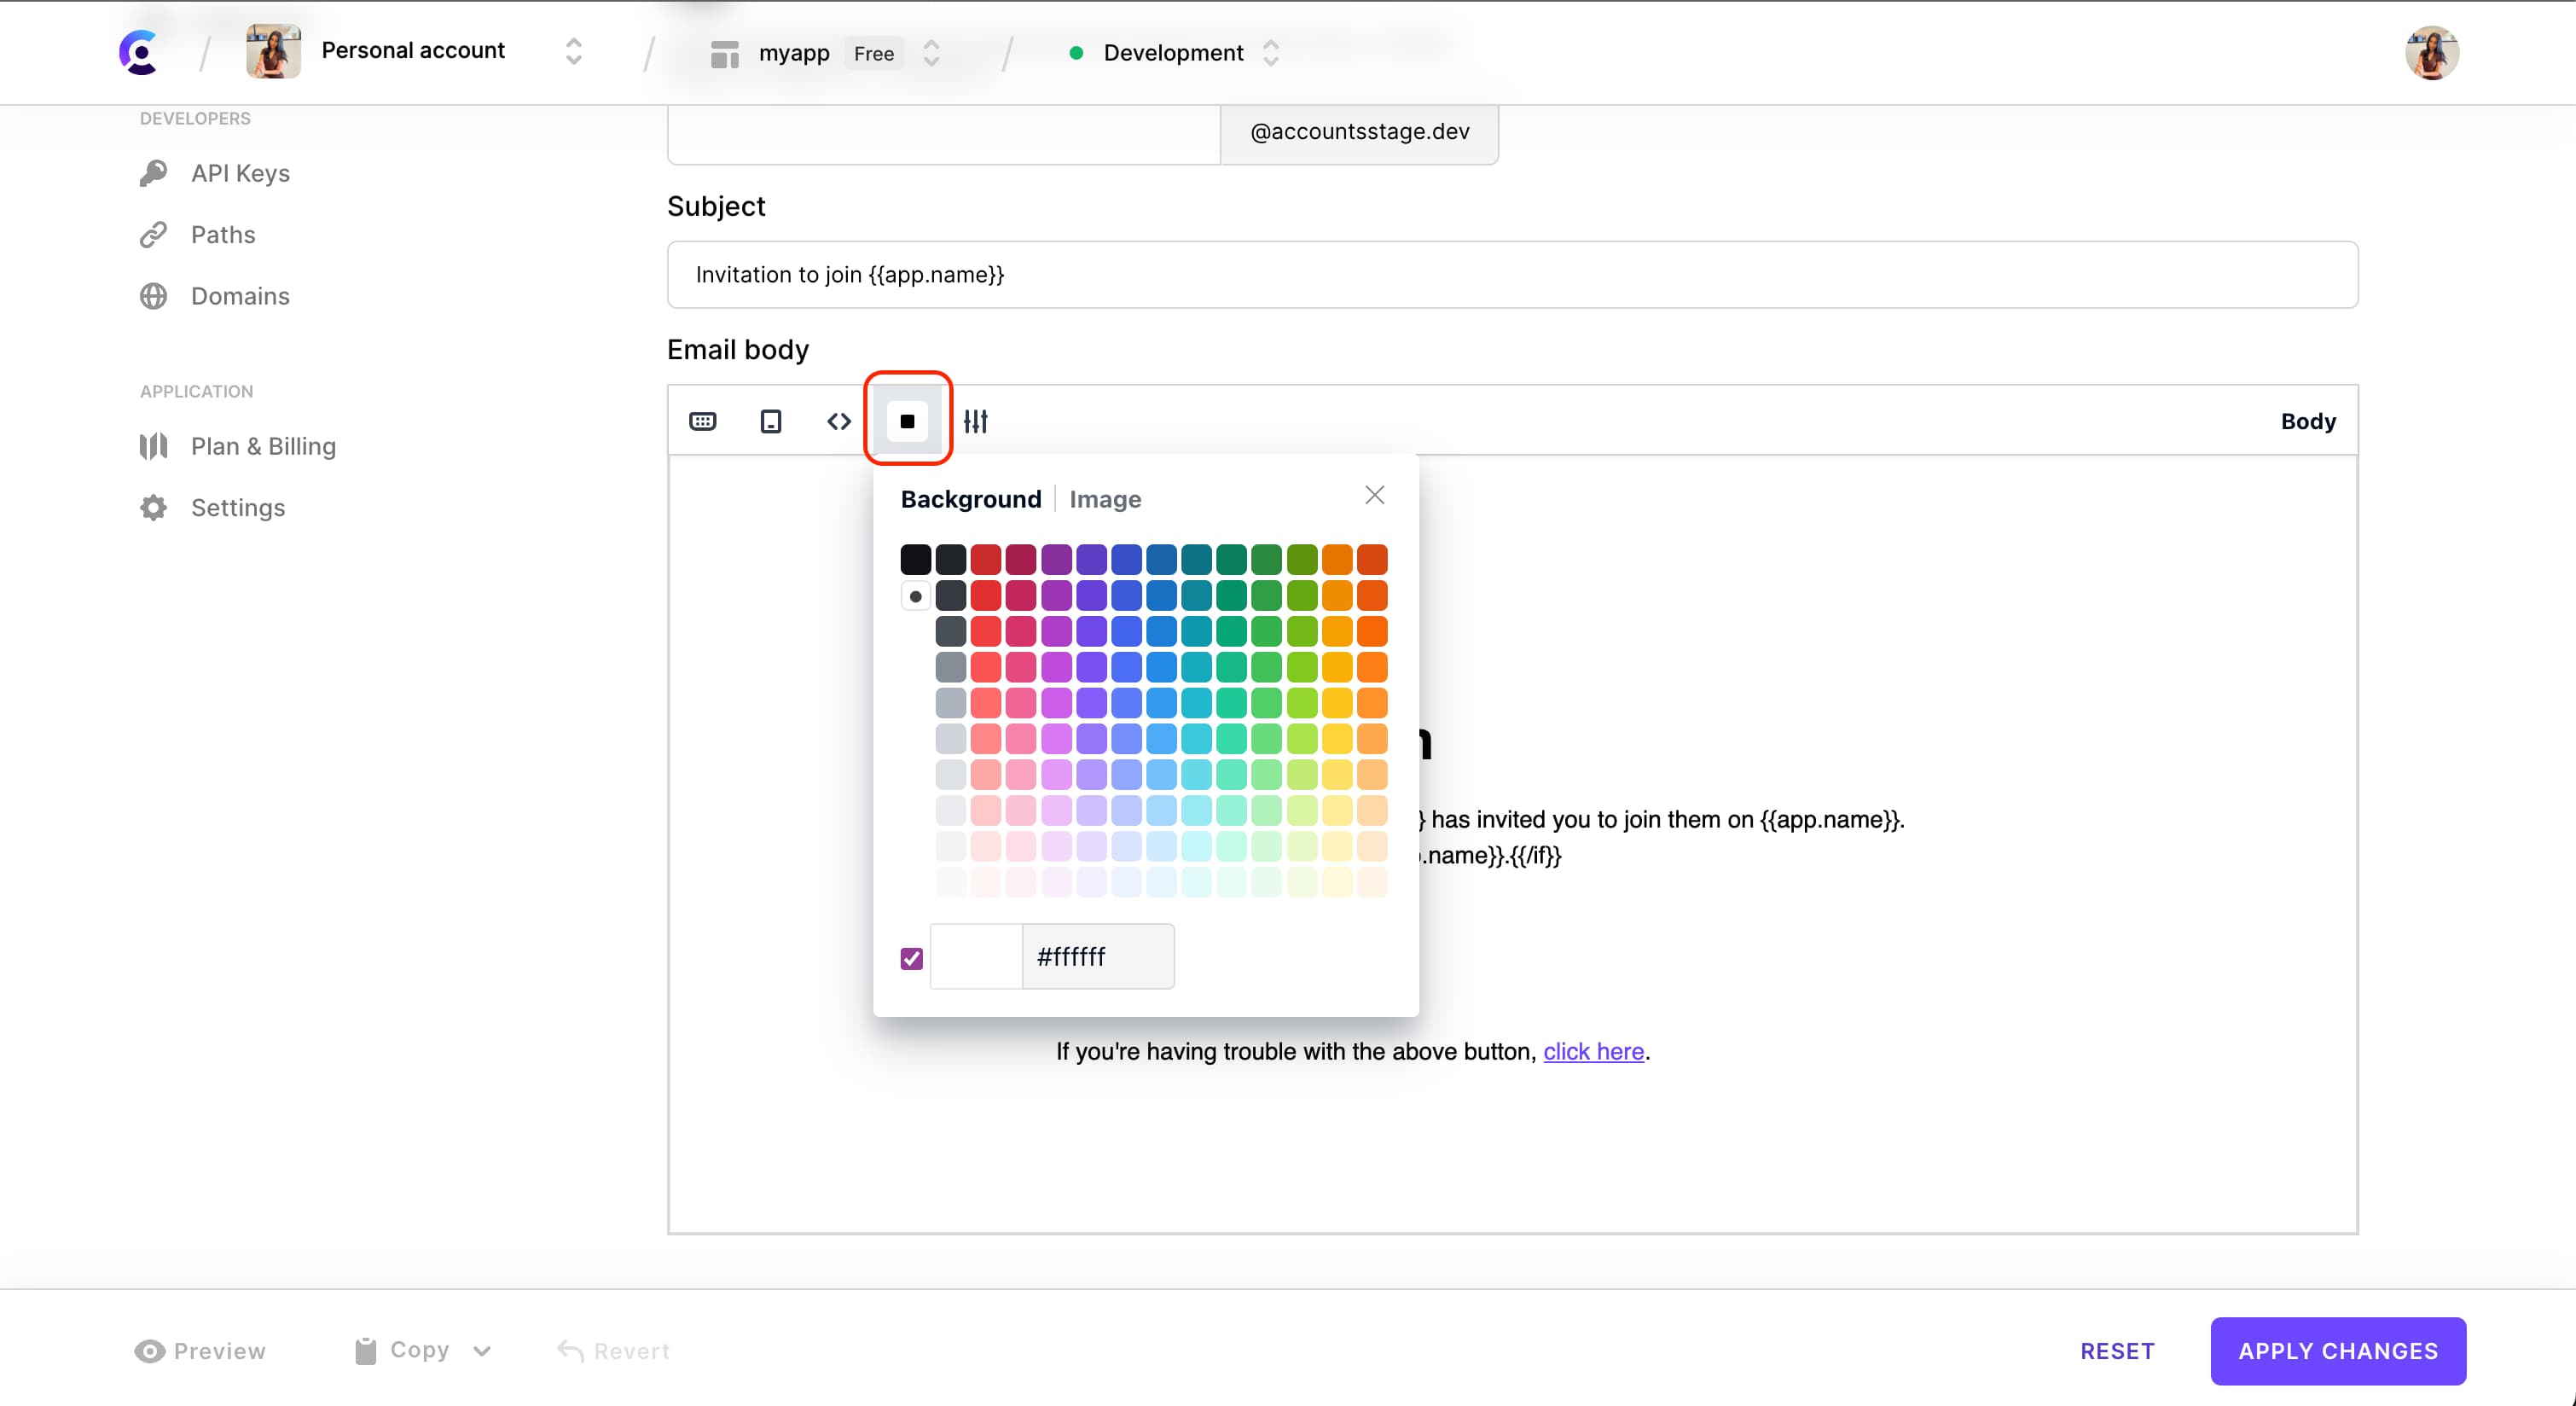 Personal account
myapp
Free
Development
DEVELOPERS
API Keys
Paths
Domains
APPLICATION
Plan & Billing
Settings
@accountsstage.dev
Subject
Invitation to join {{app.name}}
Email body
Body
Background
Image
} has invited you to join them on {{app.name}}.
.name}}.{{/if}}
#ffffff
If you're having trouble with the above button, click here.
Preview
Copy
Revert
RESET
APPLY CHANGES